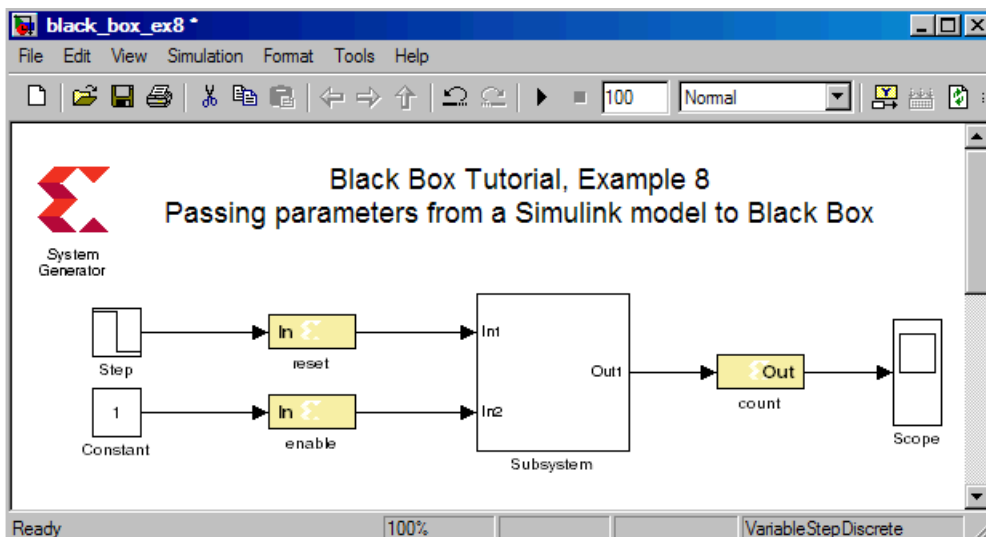 black_box_ex8 *
File Edit View Simulation Format Tools Help
100 Normal
Black Box Tutorial, Example 8
Passing parameters from a Simulink model to Black Box
System
Generator
Step
In
reset
In1
Out1
Out
count
Scope
1
Constant
In
enable
In2
Subsystem
Ready 100% VariableStepDiscrete